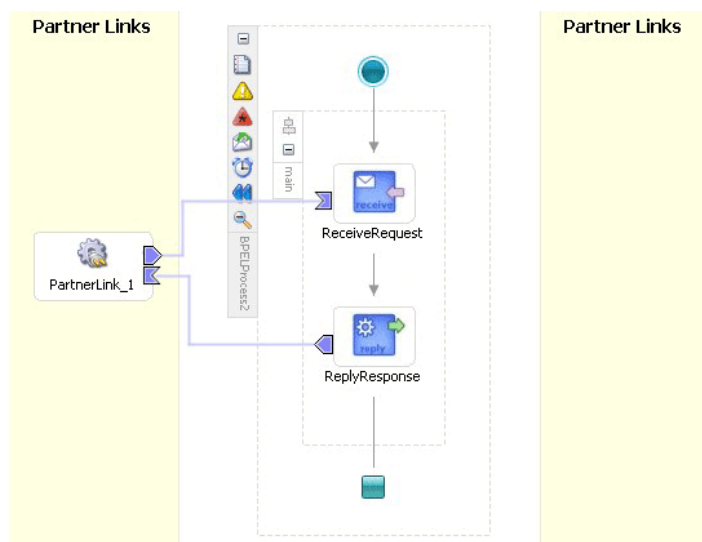 Partner Links
Partner Links
main
receive
ReceiveRequest
BPELProcess2
PartnerLink_1
reply
ReplyResponse